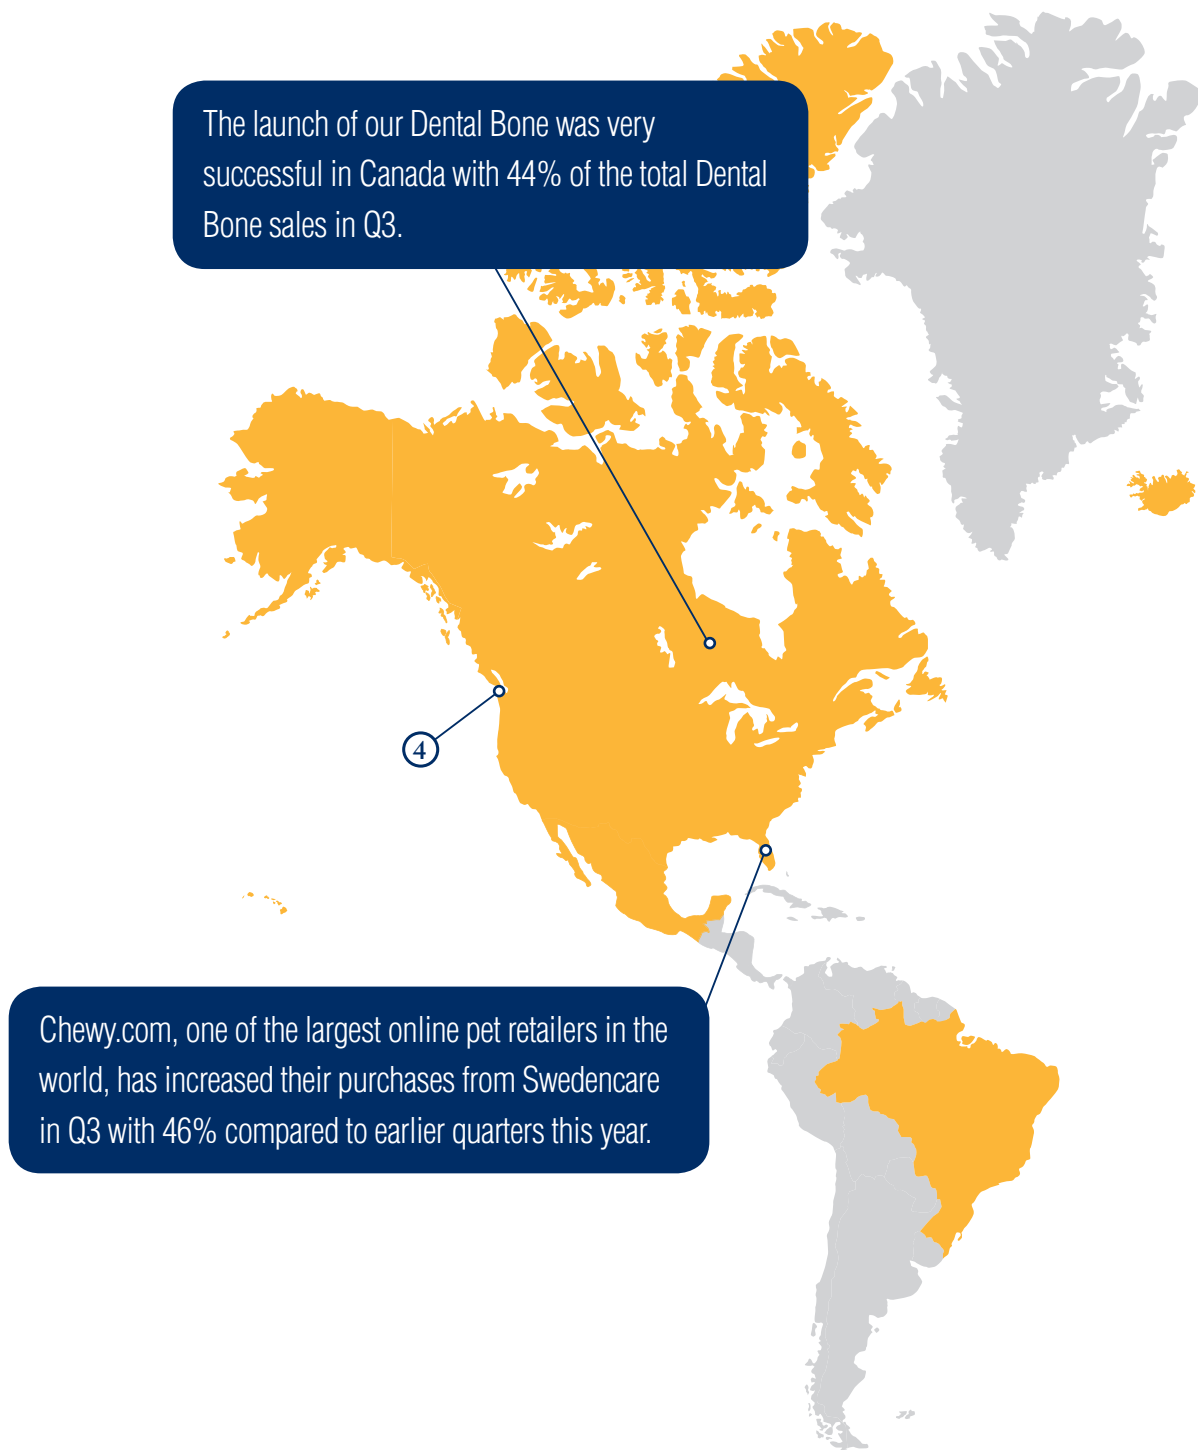 The launch of our Dental Bone was very
successful in Canada with 44% of the total Dental
Bone sales in Q3.
4
Chewy.com, one of the largest online pet retailers in the
world, has increased their purchases from Swedencare
in Q3 with 46% compared to earlier quarters this year.